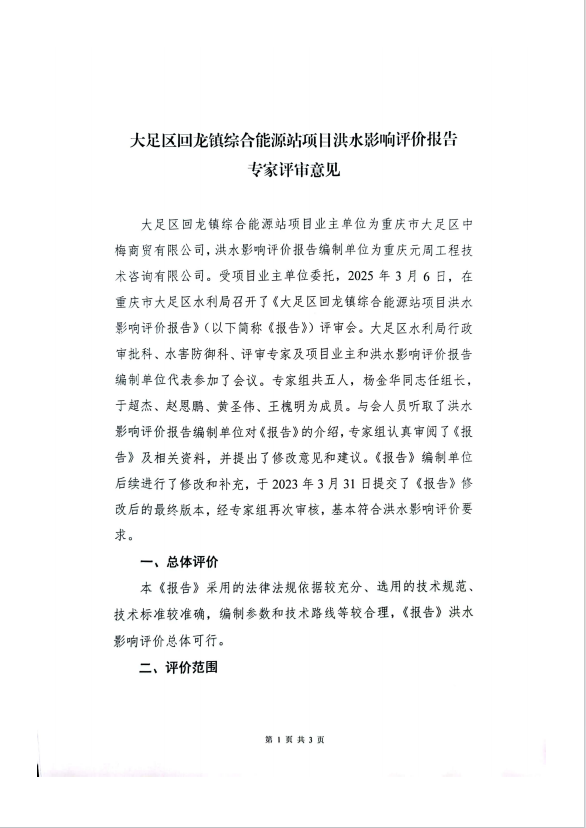 大足区回龙镇综合能源站项目洪水影响评价报告
专家评审意见
大足区回龙镇综合能源站项目业主单位为重庆市大足区中
梅商贸有限公司，洪水影响评价报告编制单位为重庆元周工程技
术咨询有限公司。受项目业主单位委托，2025 年 3 月 6 日，在
重庆市大足区水利局召开了《大足区回龙镇综合能源站项目洪水
影响评价报告》（以下简称《报告》）评审会。大足区水利局行政
审批科、水害防御科、评审专家及项目业主和洪水影响评价报告
编制单位代表参加了会议。专家组共五人，杨金华同志任组长，
于超杰、赵恩鹏、黄圣伟、王槐明为成员。与会人员听取了洪水
影响评价报告编制单位对《报告》的介绍，专家组认真审阅了《报
告》及相关资料，并提出了修改意见和建议。《报告》编制单位
后续进行了修改和补充，于 2023 年 3 月 31 日提交了《报告》修
改后的最终版本，经专家组再次审核，基本符合洪水影响评价要
求。
一、总体评价
本《报告》采用的法律法规依据较充分、选用的技术规范、
技术标准较准确，编制参数和技术路线等较合理，《报告》洪水
影响评价总体可行。
二、评价范围
第 1 页 共 3 页